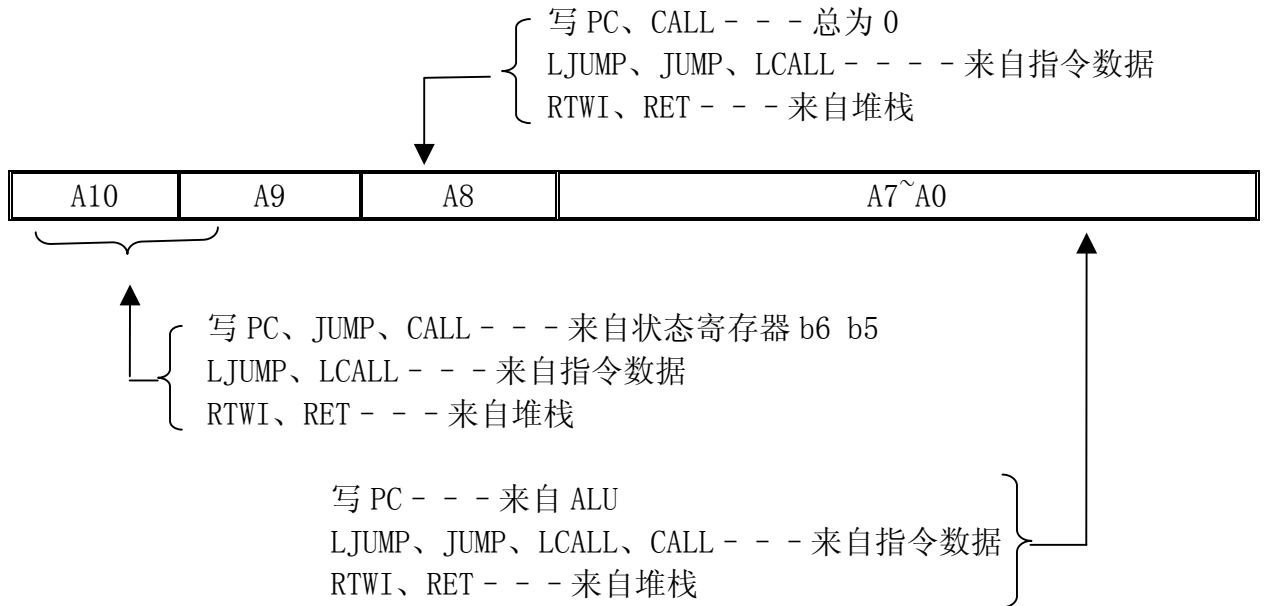 写 PC、CALL－－－总为 0
LJUMP、JUMP、LCALL－－－－来自指令数据
RTWI、RET－－－来自堆栈
A10 A9 A8 A7~A0
写 PC、JUMP、CALL－－－来自状态寄存器 b6 b5
LJUMP、LCALL－－－来自指令数据
RTWI、RET－－－来自堆栈
写 PC－－－来自 ALU
LJUMP、JUMP、LCALL、CALL－－－来自指令数据
RTWI、RET－－－来自堆栈